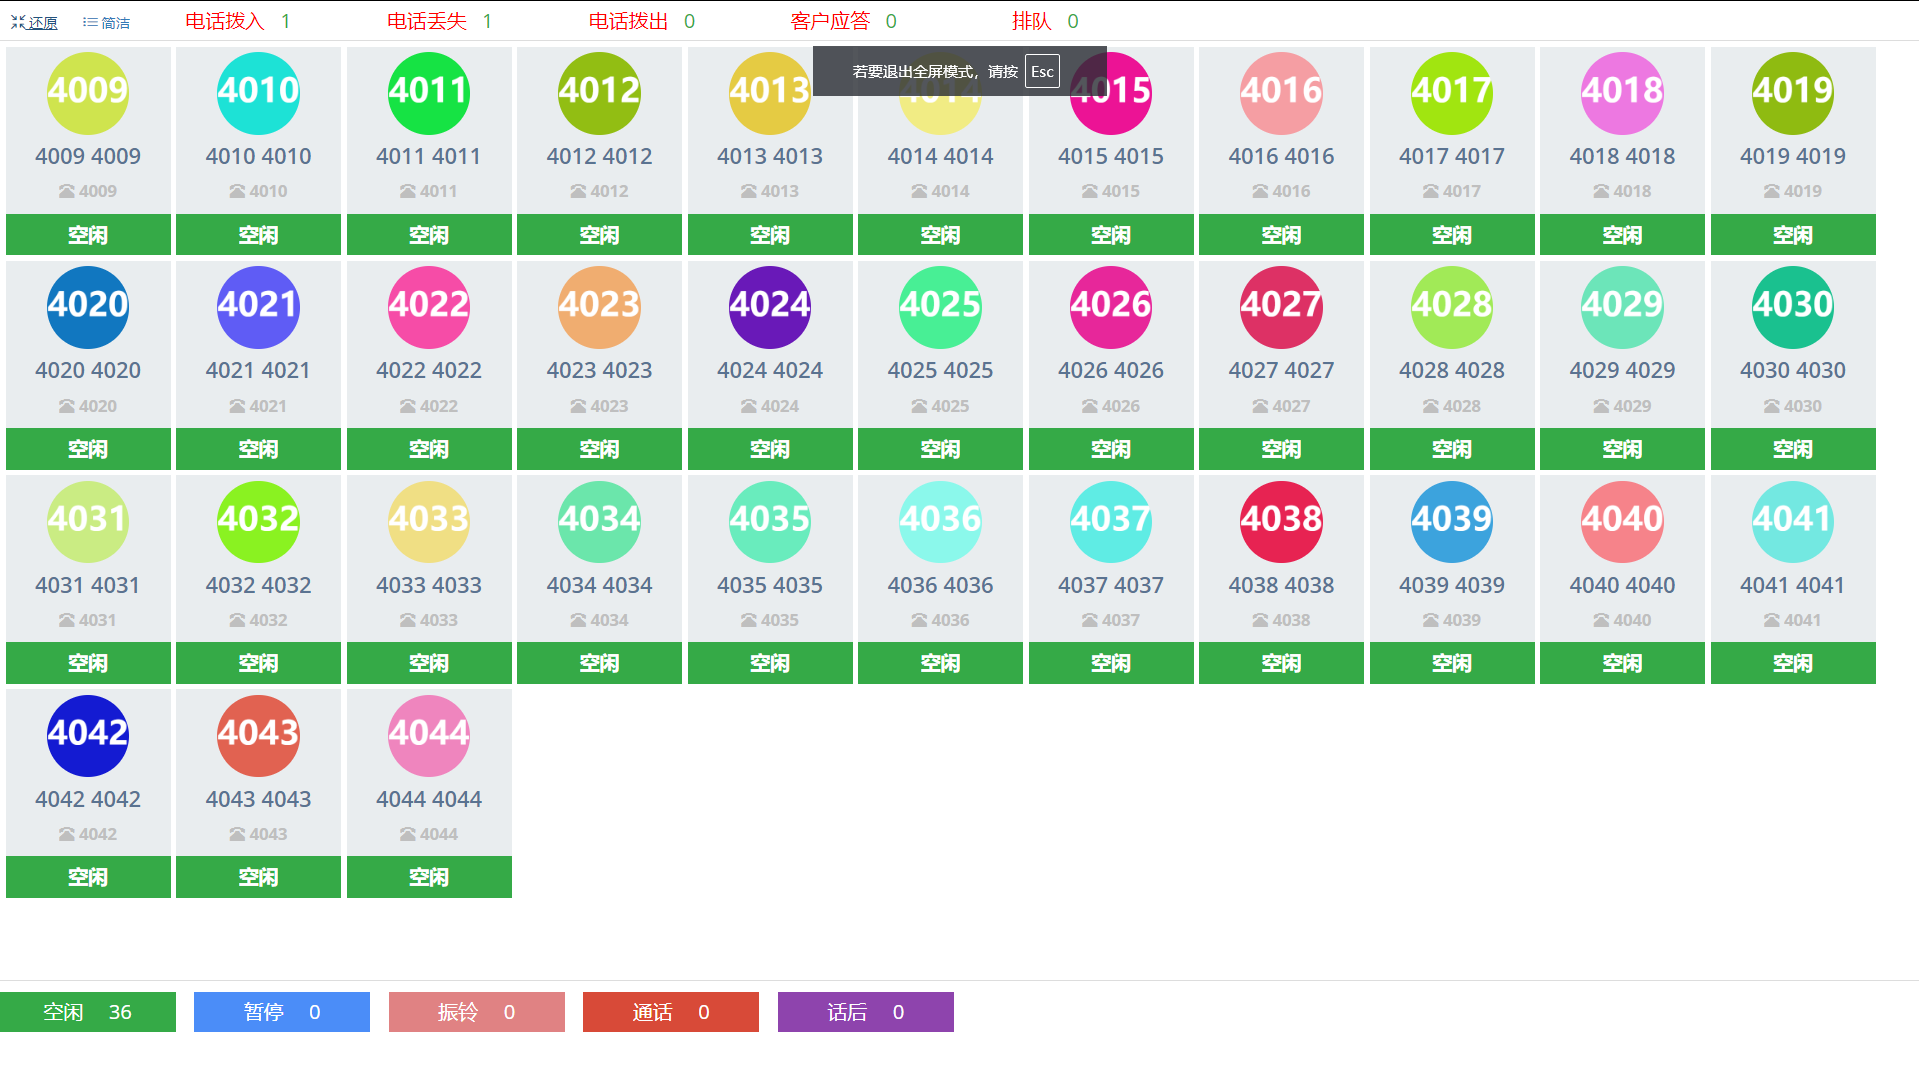 还原 简洁 电话拨入 1 电话丢失 1 电话拨出 0 客户应答 0 排队 0
若要退出全屏模式，请按 Esc
4009 4010 4011 4012 4013 4014 4015 4016 4017 4018 4019
4009 4009 4010 4010 4011 4011 4012 4012 4013 4013 4014 4014 4015 4015 4016 4016 4017 4017 4018 4018 4019 4019
4009 4010 4011 4012 4013 4014 4015 4016 4017 4018 4019
空闲 空闲 空闲 空闲 空闲 空闲 空闲 空闲 空闲 空闲 空闲
4020 4021 4022 4023 4024 4025 4026 4027 4028 4029 4030
4020 4020 4021 4021 4022 4022 4023 4023 4024 4024 4025 4025 4026 4026 4027 4027 4028 4028 4029 4029 4030 4030
4020 4021 4022 4023 4024 4025 4026 4027 4028 4029 4030
空闲 空闲 空闲 空闲 空闲 空闲 空闲 空闲 空闲 空闲 空闲
4031 4032 4033 4034 4035 4036 4037 4038 4039 4040 4041
4031 4031 4032 4032 4033 4033 4034 4034 4035 4035 4036 4036 4037 4037 4038 4038 4039 4039 4040 4040 4041 4041
4031 4032 4033 4034 4035 4036 4037 4038 4039 4040 4041
空闲 空闲 空闲 空闲 空闲 空闲 空闲 空闲 空闲 空闲 空闲
4042 4043 4044
4042 4042 4043 4043 4044 4044
4042 4043 4044
空闲 空闲 空闲
空闲 36 暂停 0 振铃 0 通话 0 话后 0